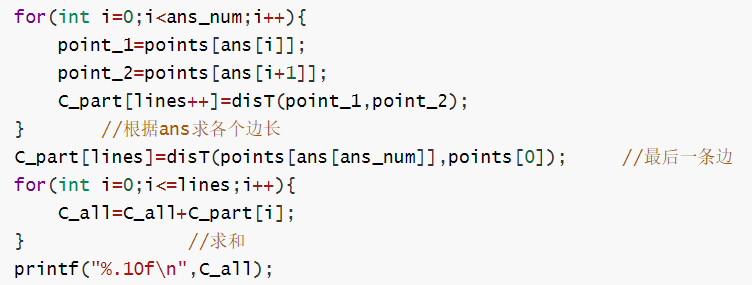 for(int i=0;i<ans_num;i++){
    point_1=points[ans[i]];
    point_2=points[ans[i+1]];
    C_part[lines++]=disT(point_1,point_2);
}       //根据ans求各个边长
C_part[lines]=disT(points[ans[ans_num]],points[0]);     //最后一条边
for(int i=0;i<=lines;i++){
    C_all=C_all+C_part[i];
}               //求和
printf("%.10f\n",C_all);